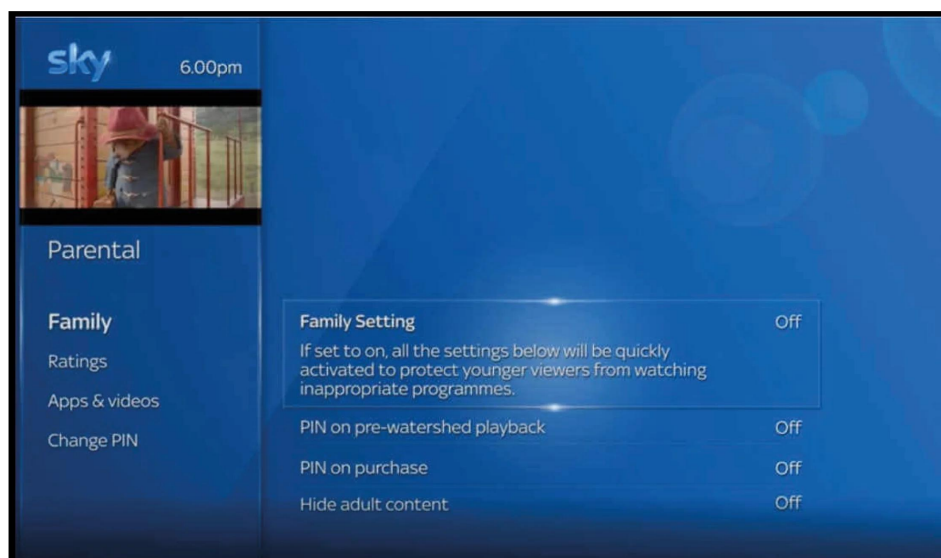 sky
6.00pm
Parental
Family
Ratings
Apps & videos
Change PIN
Family Setting Off
If set to on, all the settings below will be quickly
activated to protect younger viewers from watching
inappropriate programmes.
PIN on pre-watershed playback Off
PIN on purchase Off
Hide adult content Off